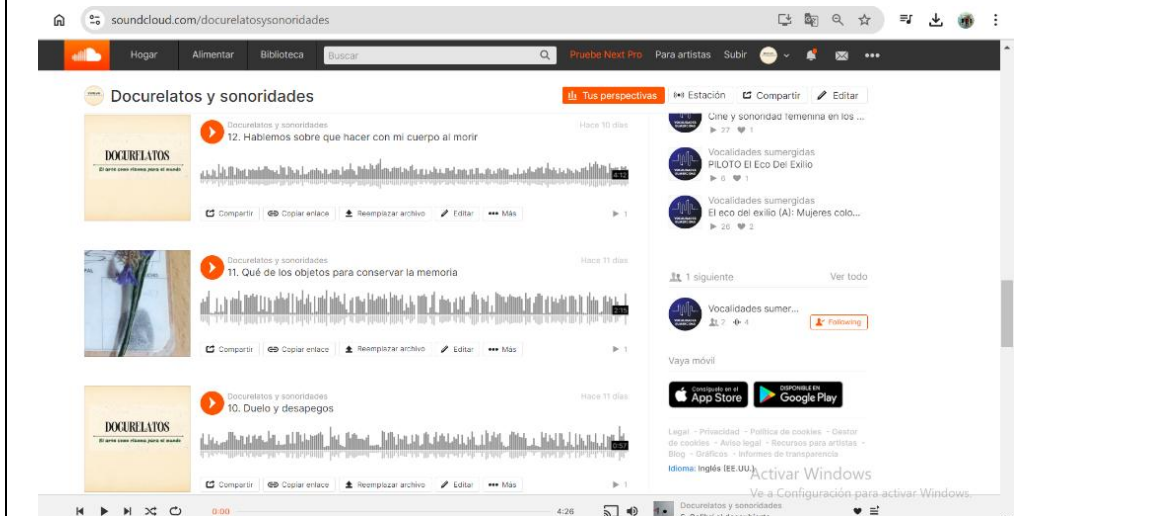 soundcloud.com/docurelatosysonoridades
Hogar Alimentar Biblioteca Buscar Pruebe Next Pro Para artistas Subir
Docurelatos y sonoridades
Tus perspectivas Estación Compartir Editar
DOCURELATOS
El arte como rizoma para el mundo
Docurelatos y sonoridades
Hace 10 días
12. Hablemos sobre que hacer con mi cuerpo al morir
4:12
Compartir Copiar enlace Reemplazar archivo Editar Más 1
Docurelatos y sonoridades
Hace 11 días
11. Qué de los objetos para conservar la memoria
2:15
Compartir Copiar enlace Reemplazar archivo Editar Más 1
DOCURELATOS
El arte como rizoma para el mundo
Docurelatos y sonoridades
Hace 11 días
10. Duelo y desapegos
0:57
Compartir Copiar enlace Reemplazar archivo Editar Más 1
Cine y sonoridad femenina en los ...
27 1
Vocalidades sumergidas
PILOTO El Eco Del Exilio
6 1
Vocalidades sumergidas
El eco del exilio (A): Mujeres colo...
26 2
1 siguiente Ver todo
Vocalidades sumer...
2 4
Following
Vaya móvil
Consíguelo en el
App Store
DISPONIBLE EN
Google Play
Legal - Privacidad - Política de cookies - Gestor
de cookies - Aviso legal - Recursos para artistas -
Blog - Gráficos - Informes de transparencia
Idioma: Inglés (EE.UU.)
Activar Windows
Ve a Configuración para activar Windows.
0:00 4:26
Docurelatos y sonoridades